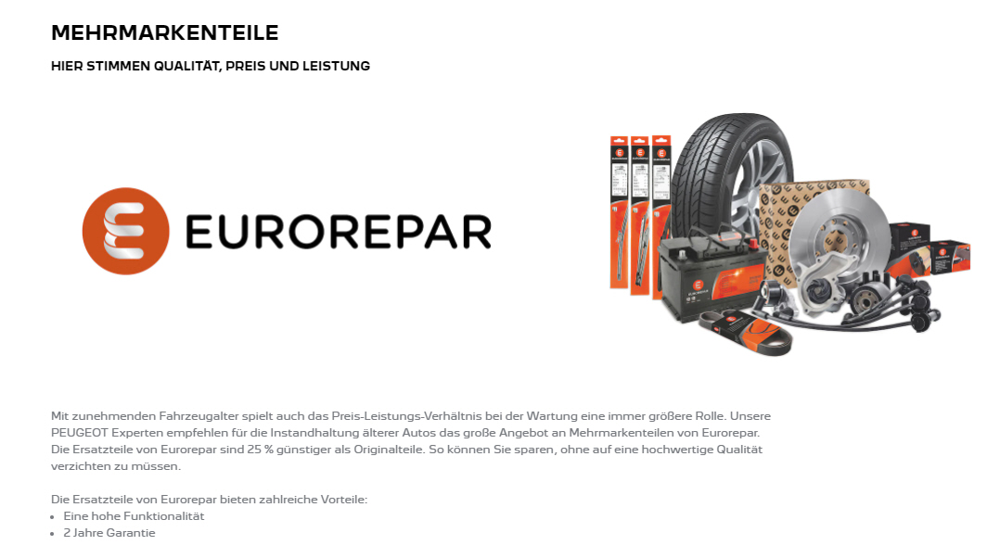 MEHRMARKENTEILE
HIER STIMMEN QUALITÄT, PREIS UND LEISTUNG
EUROREPAR
EUROREPAR
Mit zunehmenden Fahrzeugalter spielt auch das Preis-Leistungs-Verhältnis bei der Wartung eine immer größere Rolle. Unsere
PEUGEOT Experten empfehlen für die Instandhaltung älterer Autos das große Angebot an Mehrmarkenteilen von Eurorepar.
Die Ersatzteile von Eurorepar sind 25 % günstiger als Originalteile. So können Sie sparen, ohne auf eine hochwertige Qualität
verzichten zu müssen.
Die Ersatzteile von Eurorepar bieten zahlreiche Vorteile:
• Eine hohe Funktionalität
• 2 Jahre Garantie